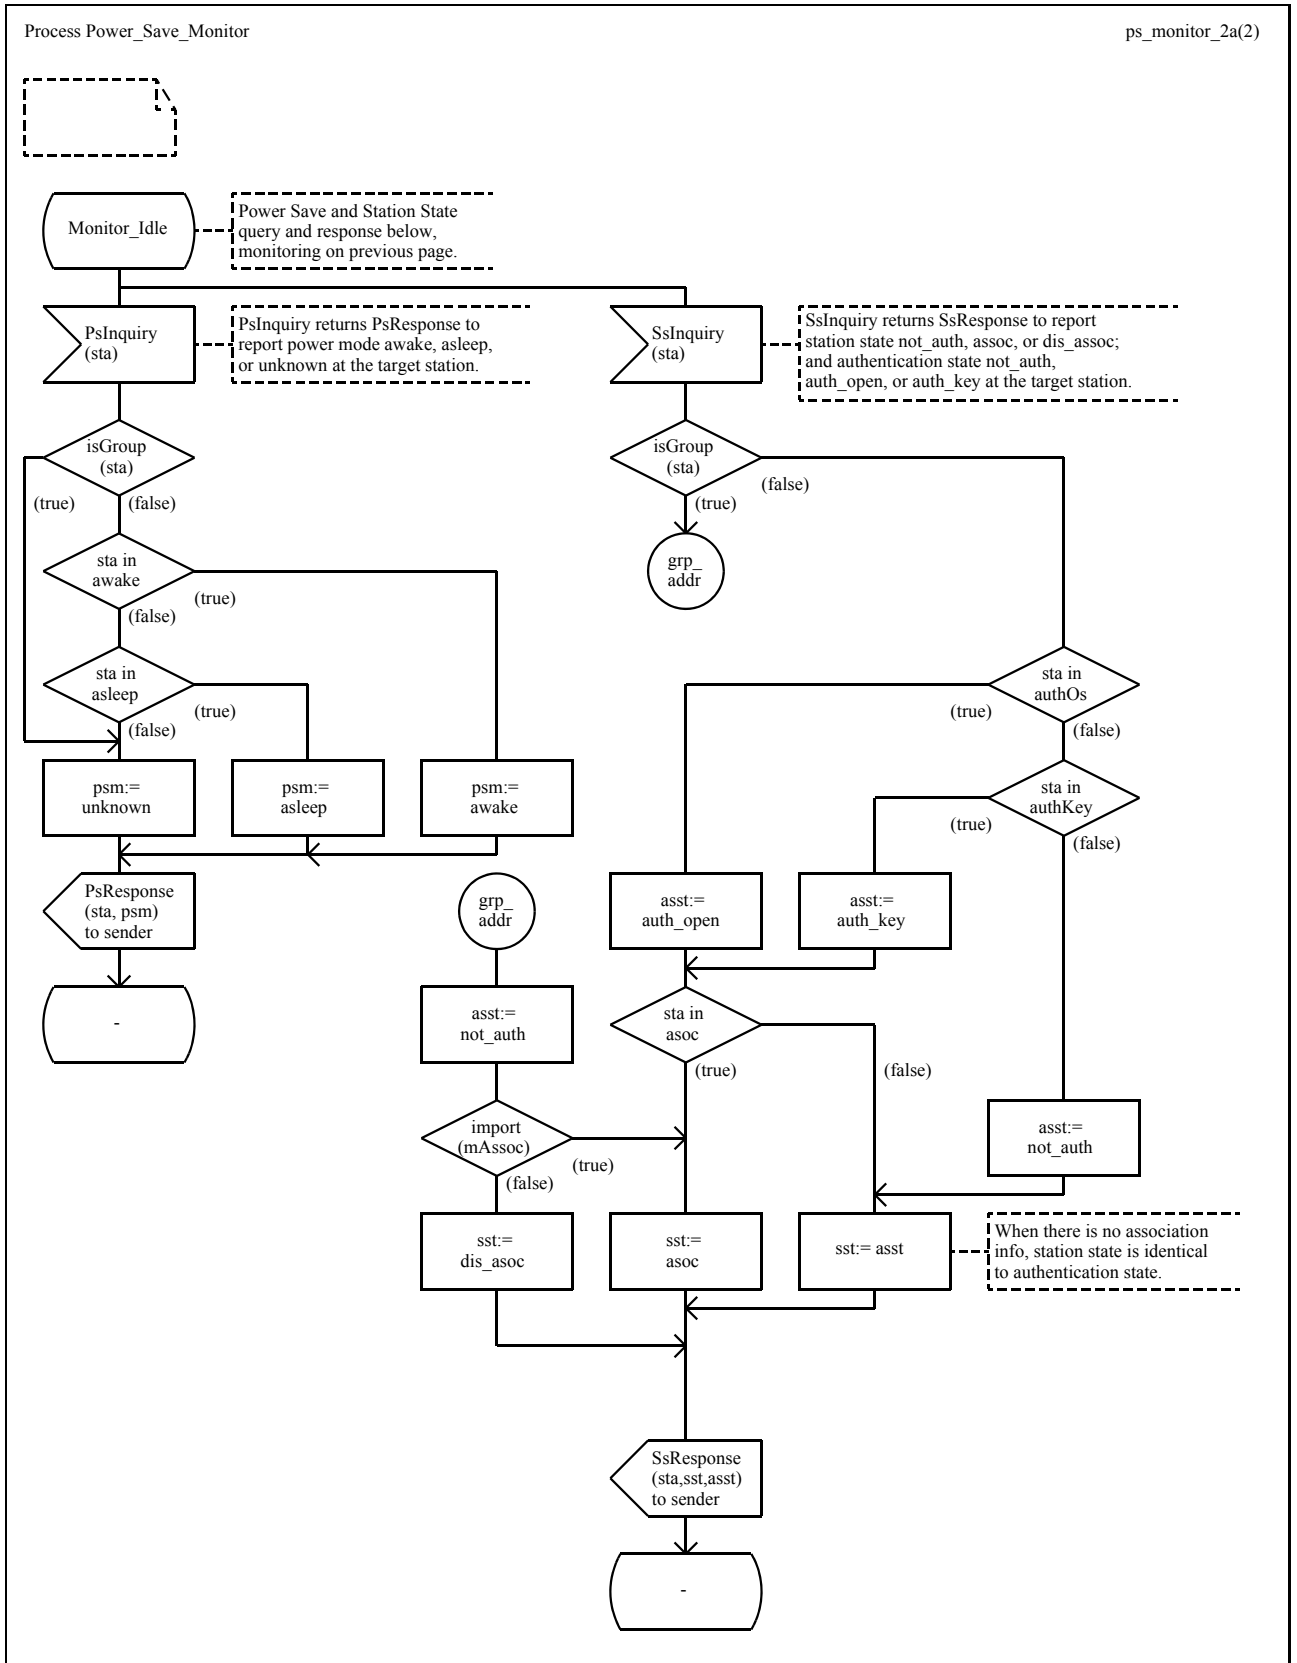 Process Power_Save_Monitor
ps_monitor_2a(2)
Monitor_Idle
Power Save and Station State
query and response below,
monitoring on previous page.
PsInquiry
(sta)
PsInquiry returns PsResponse to
report power mode awake, asleep,
or unknown at the target station.
SsInquiry
(sta)
SsInquiry returns SsResponse to report
station state not_auth, assoc, or dis_assoc;
and authentication state not_auth,
auth_open, or auth_key at the target station.
isGroup
(sta)
(true)
(false)
isGroup
(sta)
(false)
(true)
sta in
awake
(true)
(false)
grp_
addr
sta in
asleep
(true)
(false)
sta in
authOs
(true)
(false)
psm:=
unknown
psm:=
asleep
psm:=
awake
sta in
authKey
(true)
(false)
PsResponse
(sta, psm)
to sender
grp_
addr
asst:=
auth_open
asst:=
auth_key
-
asst:=
not_auth
sta in
asoc
(true)
(false)
import
(mAssoc)
(true)
(false)
asst:=
not_auth
sst:=
dis_asoc
sst:=
asoc
sst:= asst
When there is no association
info, station state is identical
to authentication state.
SsResponse
(sta,sst,asst)
to sender
-